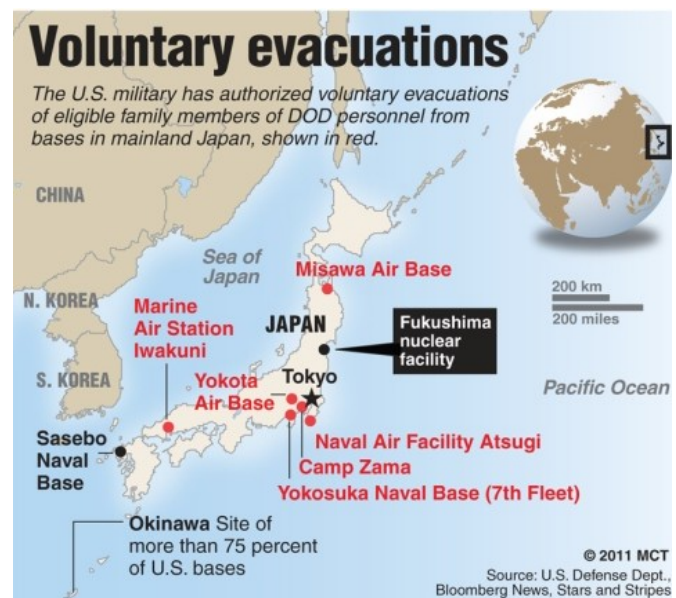 Voluntary evacuations
The U.S. military has authorized voluntary evacuations
of eligible family members of DOD personnel from
bases in mainland Japan, shown in red.
CHINA
Sea of
Japan
Misawa Air Base
200 km
200 miles
N. KOREA
Marine
Air Station
Iwakuni
JAPAN
Fukushima
nuclear
facility
S. KOREA
Yokota
Air Base
Tokyo
Pacific Ocean
Sasebo
Naval
Base
Naval Air Facility Atsugi
Camp Zama
Yokosuka Naval Base (7th Fleet)
Okinawa Site of
more than 75 percent
of U.S. bases
© 2011 MCT
Source: U.S. Defense Dept.,
Bloomberg News, Stars and Stripes